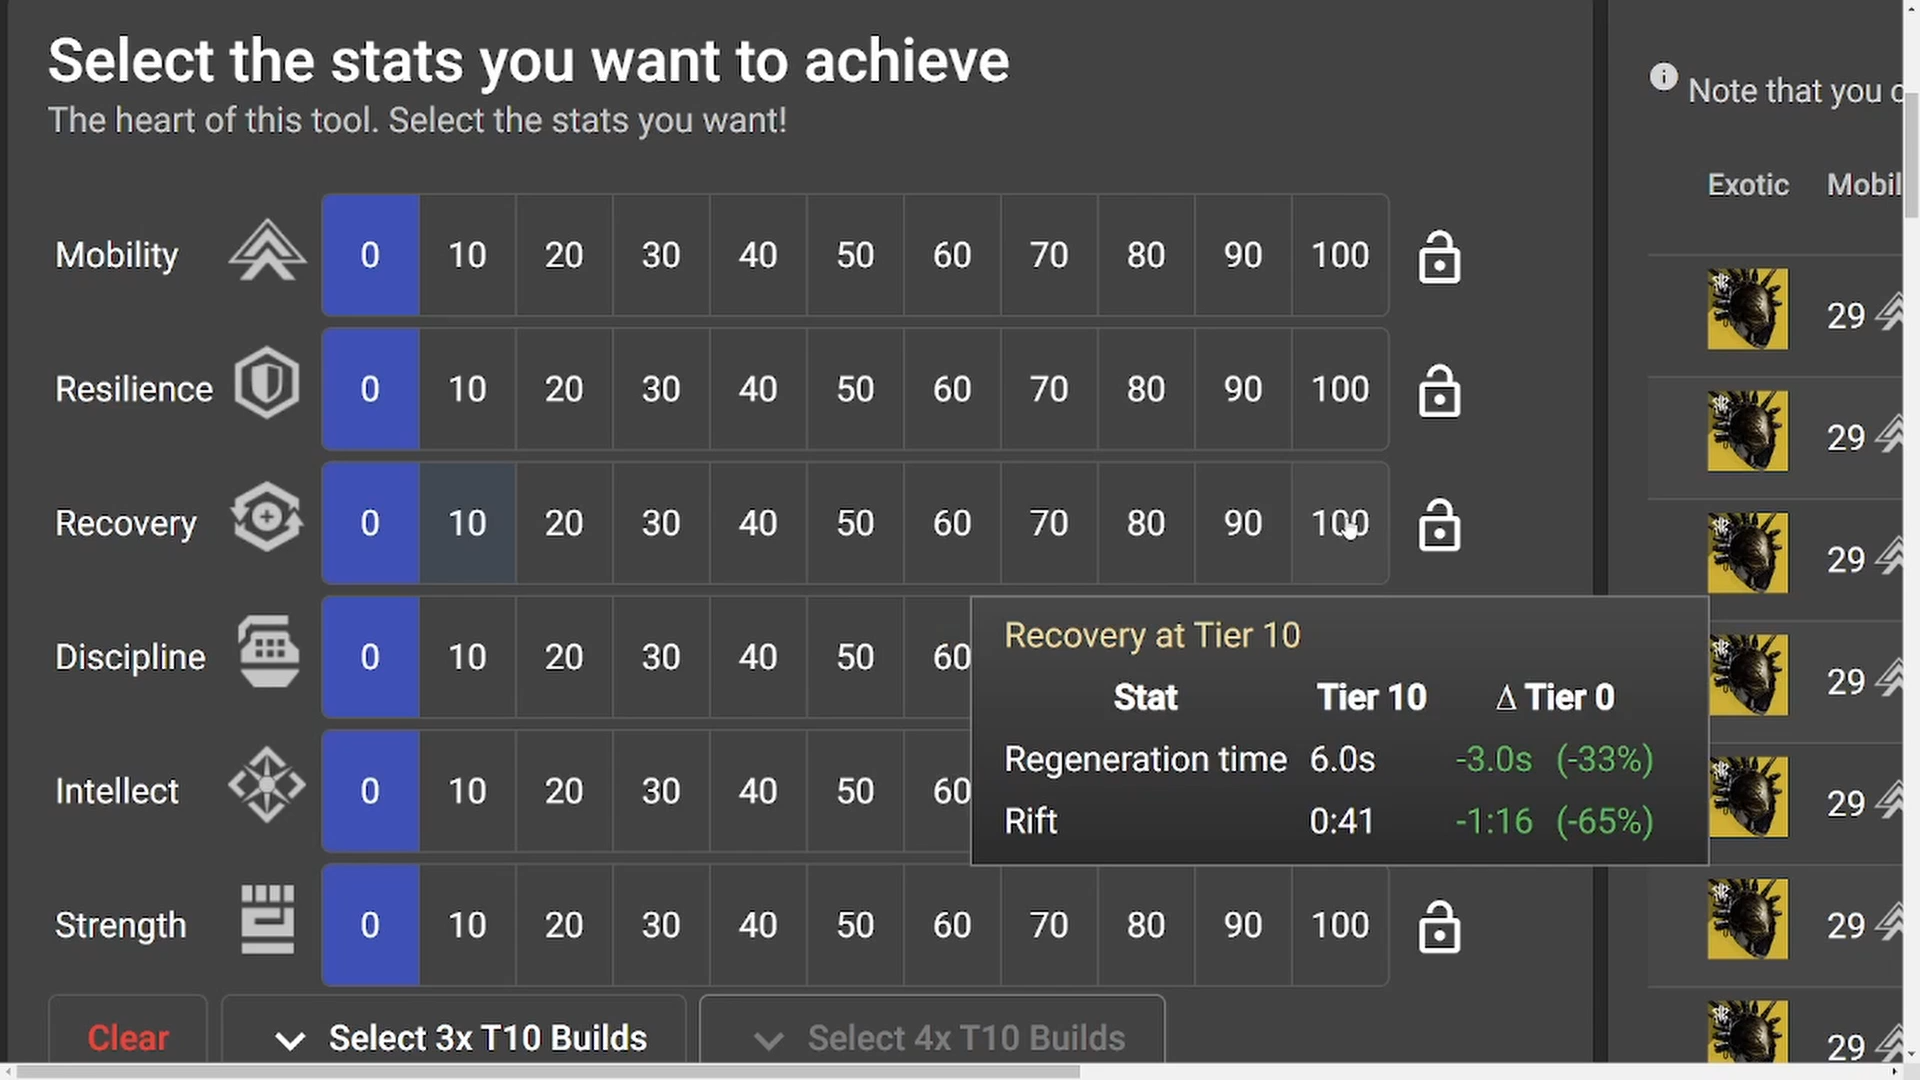 Select the stats you want to achieve
The heart of this tool. Select the stats you want!
Note that you c
Exotic Mobil
Mobility 0 10 20 30 40 50 60 70 80 90 100
Resilience 0 10 20 30 40 50 60 70 80 90 100
Recovery 0 10 20 30 40 50 60 70 80 90 100
Discipline 0 10 20 30 40 50 60
Intellect 0 10 20 30 40 50 60
Strength 0 10 20 30 40 50 60 70 80 90 100
Recovery at Tier 10
Stat Tier 10 Δ Tier 0
Regeneration time 6.0s -3.0s (-33%)
Rift 0:41 -1:16 (-65%)
29
29
29
29
29
29
29
Clear Select 3x T10 Builds Select 4x T10 Builds